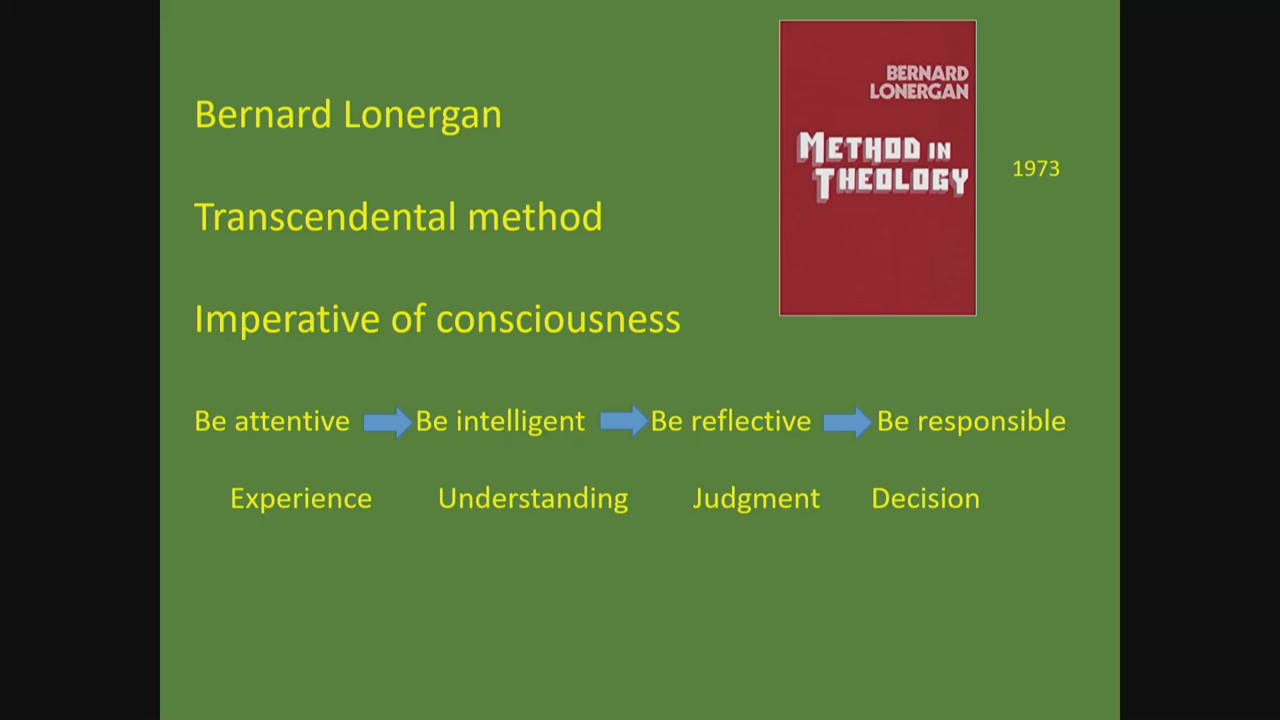 Bernard Lonergan
Transcendental method
Imperative of consciousness
BERNARD
LONERGAN
METHOD IN
THEOLOGY
1973
Be attentive Be intelligent Be reflective Be responsible
Experience Understanding Judgment Decision